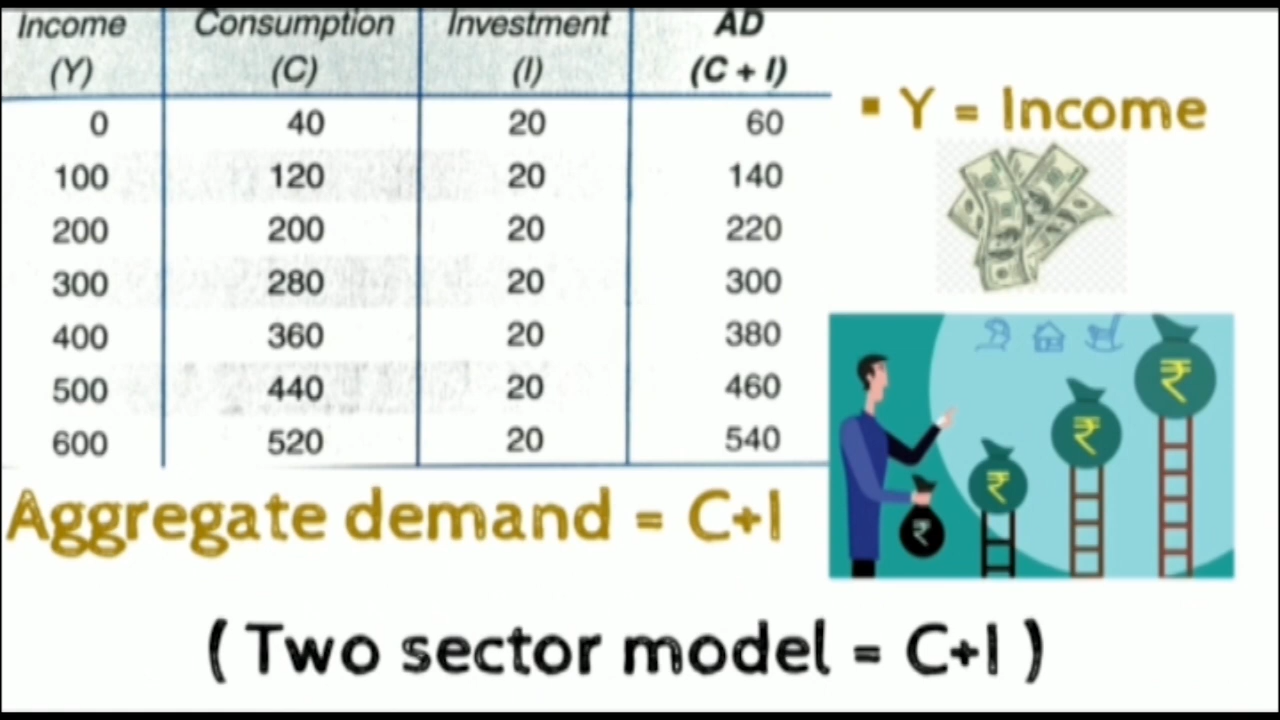 Income Consumption Investment AD
(Y) (C) (I) (C + I)
0 40 20 60
100 120 20 140
200 200 20 220
300 280 20 300
400 360 20 380
500 440 20 460
600 520 20 540
▪ Y = Income
₹ ₹ ₹ ₹
Aggregate demand = C+I
( Two sector model = C+I )